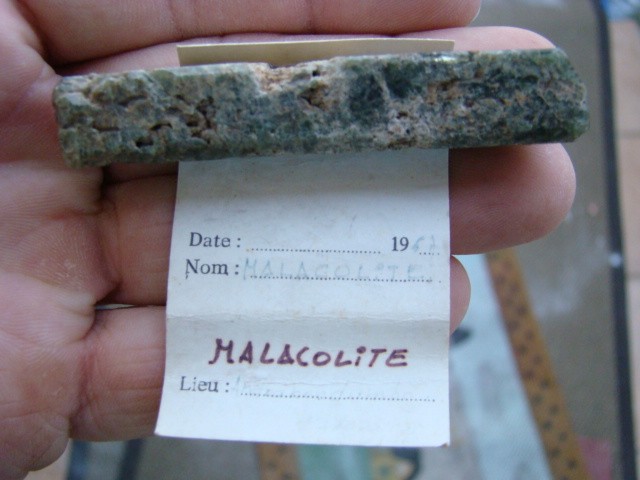 Date : 19
Nom : MALACOLITE
MALACOLITE
Lieu :